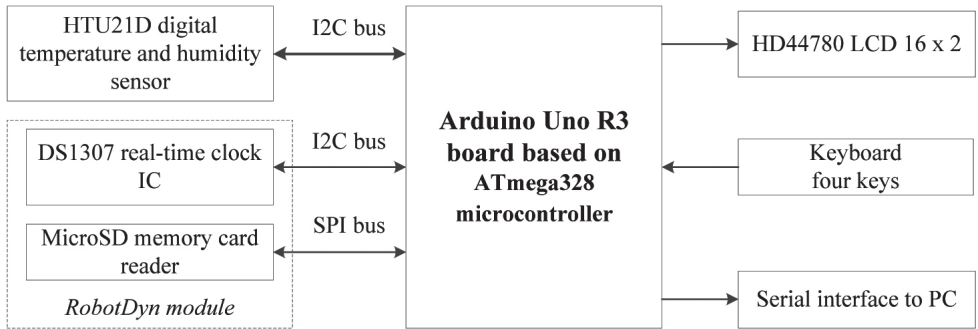 HTU21D digital
temperature and humidity
sensor
I2C bus
DS1307 real-time clock
IC
I2C bus
MicroSD memory card
reader
SPI bus
RobotDyn module
Arduino Uno R3
board based on
ATmega328
microcontroller
HD44780 LCD 16 x 2
Keyboard
four keys
Serial interface to PC